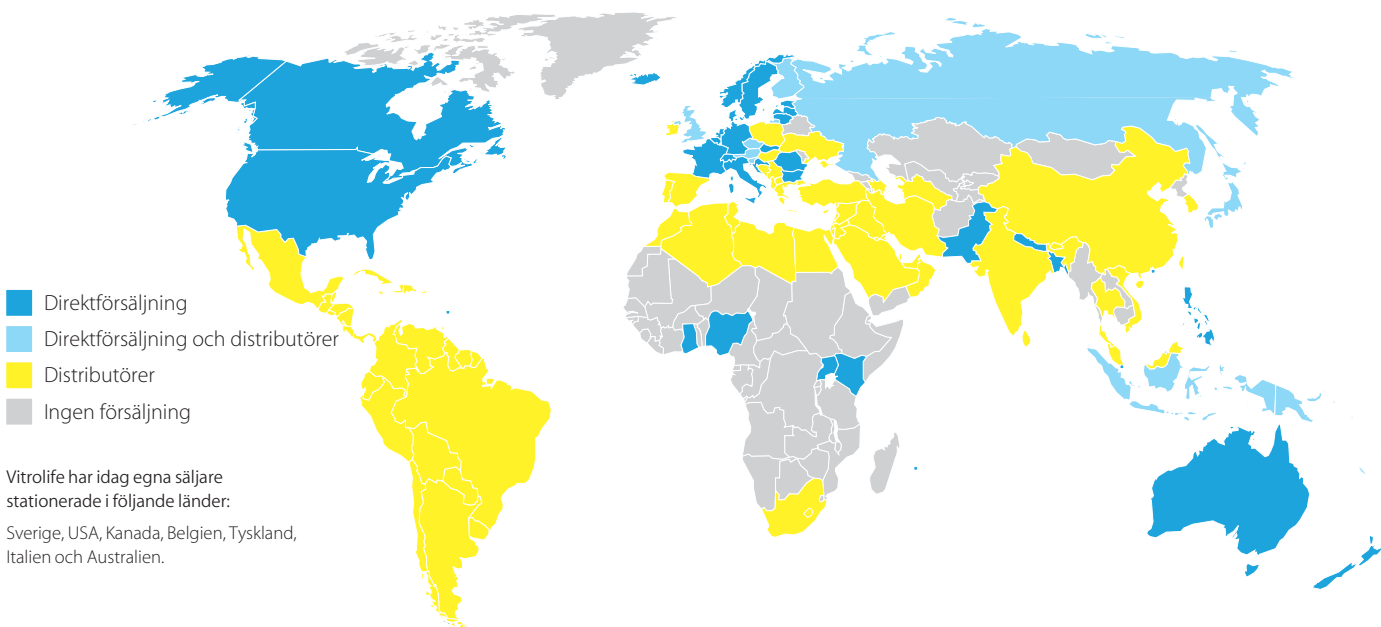 Direktförsäljning
Direktförsäljning och distributörer
Distributörer
Ingen försäljning
Vitrolife har idag egna säljare
stationerade i följande länder:
Sverige, USA, Kanada, Belgien, Tyskland,
Italien och Australien.